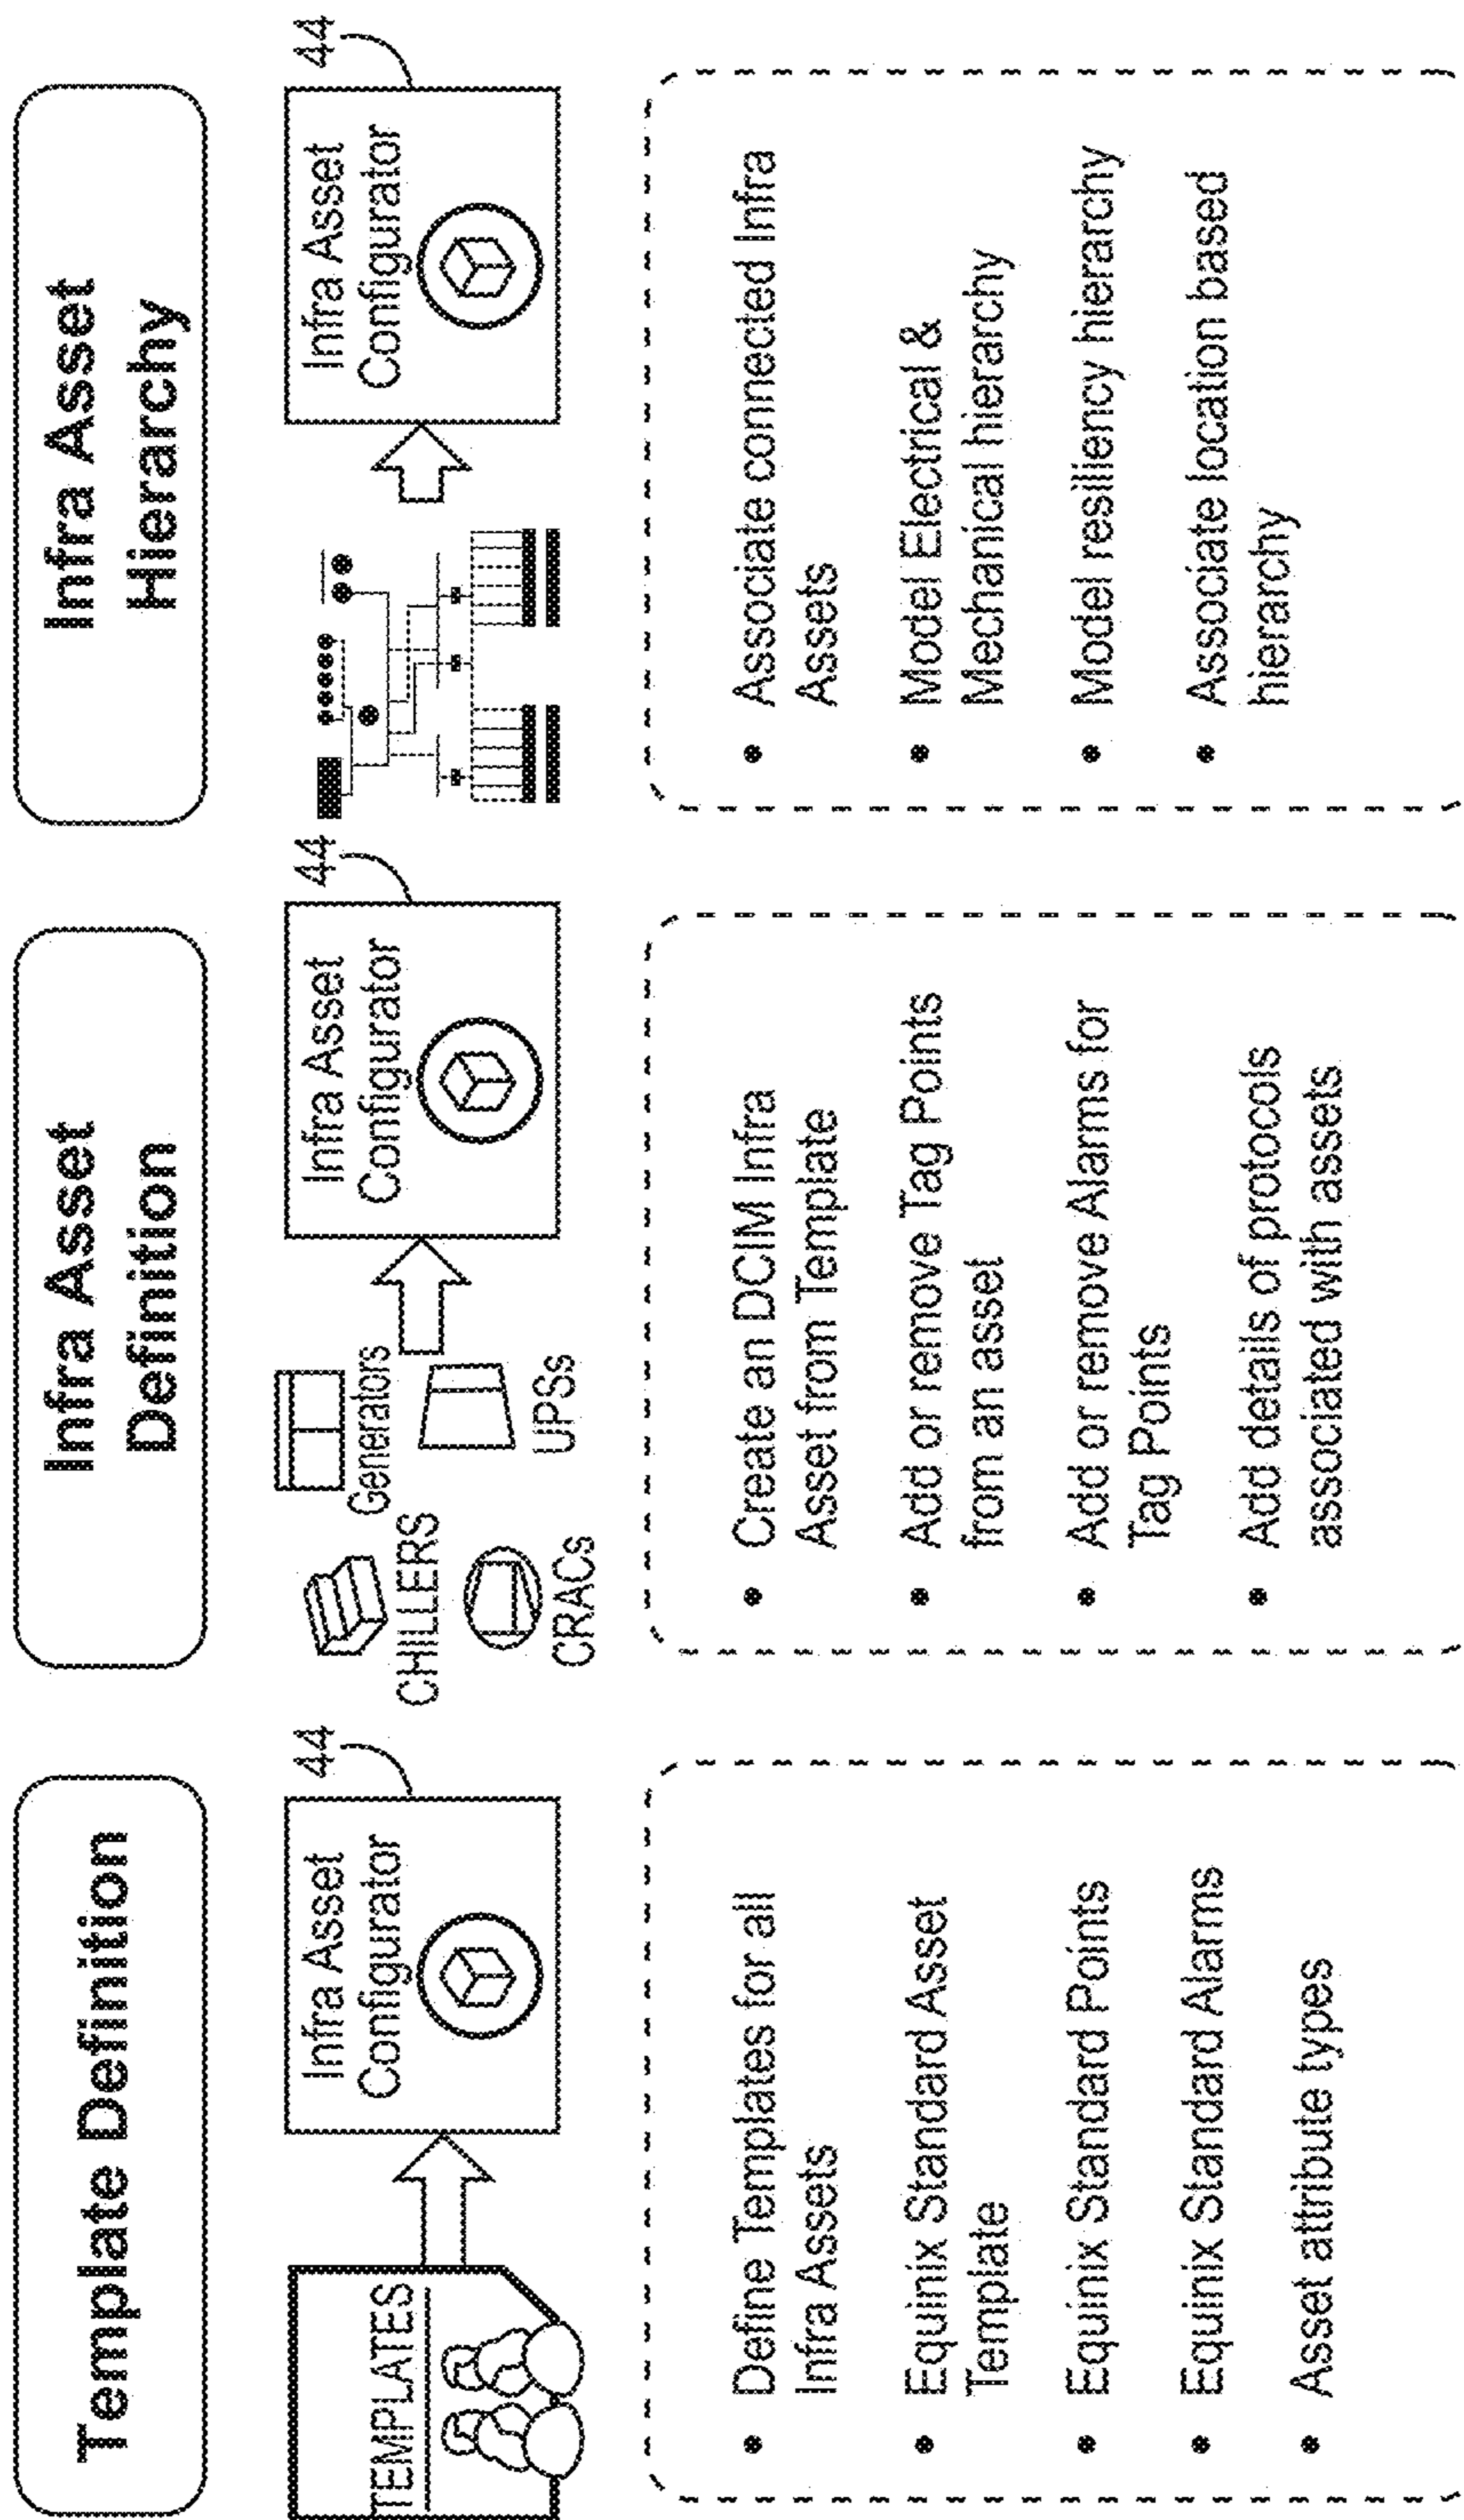 Template Definition
TEMPLATES
Infra Asset
Configurator
44
• Define Templates for all
Infra Assets
• Equinix Standard Asset
Template
• Equinix Standard Points
• Equinix Standard Alarms
• Asset attribute types
Infra Asset
Definition
CHILLERS
Generators
CRACs
UPSs
Infra Asset
Configurator
44
• Create an DCIM Infra
Asset from Template
• Add or remove Tag Points
from an asset
• Add or remove Alarms for
Tag Points
• Add details of protocols
associated with assets
Infra Asset
Hierarchy
Infra Asset
Configurator
44
• Associate connected Infra
Assets
• Model Electrical &
Mechanical hierarchy
• Model resiliency hierarchy
• Associate location based
hierarchy